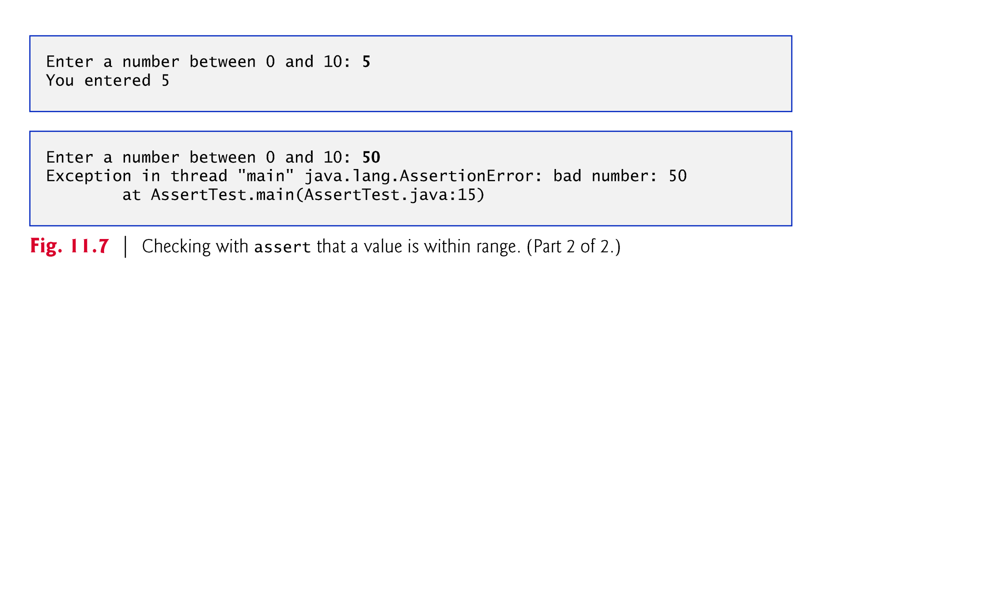 Enter a number between 0 and 10: 5
You entered 5
Enter a number between 0 and 10: 50
Exception in thread "main" java.lang.AssertionError: bad number: 50
        at AssertTest.main(AssertTest.java:15)
Fig. 11.7 | Checking with assert that a value is within range. (Part 2 of 2.)